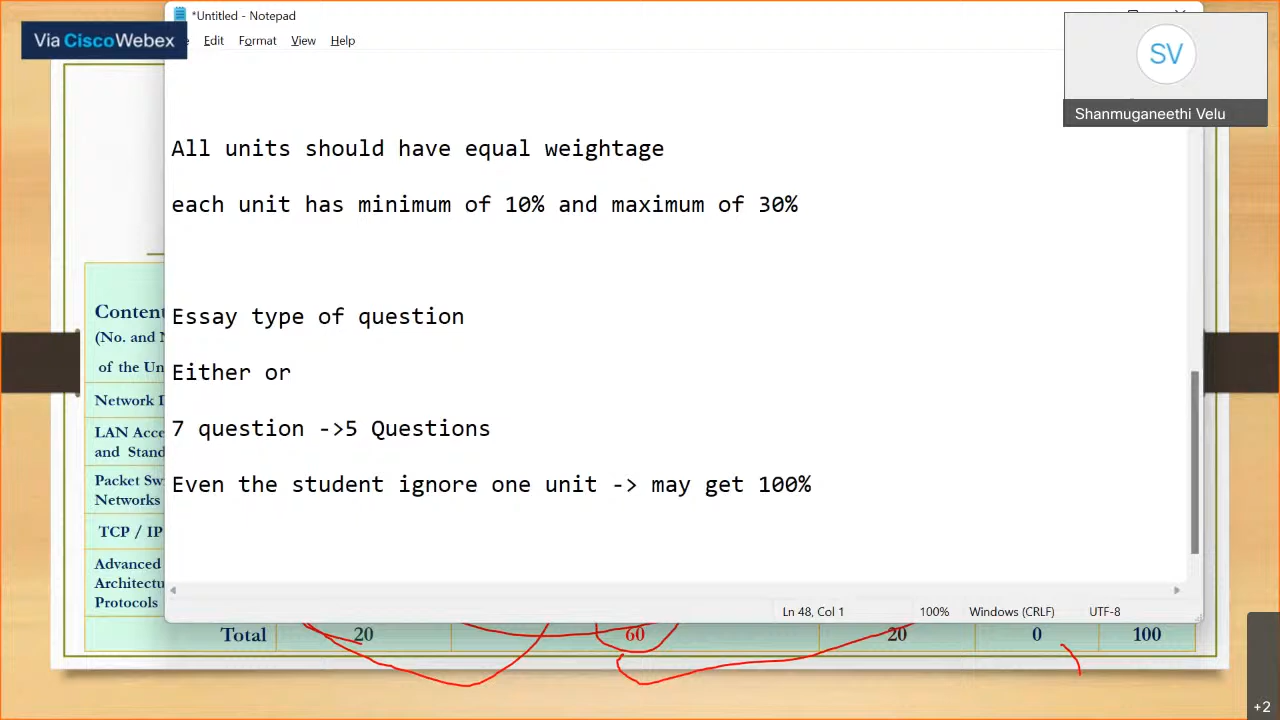 *Untitled - Notepad
Via CiscoWebex
Edit Format View Help
SV
Shanmuganeethi Velu
All units should have equal weightage
each unit has minimum of 10% and maximum of 30%
Essay type of question
Either or
7 question ->5 Questions
Even the student ignore one unit -> may get 100%
Content
(No. and N
of the Un
Network D
LAN Acce
and Stand
Packet Sw
Networks
TCP / IP
Advanced
Architectu
Protocols
Ln 48, Col 1 100% Windows (CRLF) UTF-8
Total 20 60 20 0 100
+2